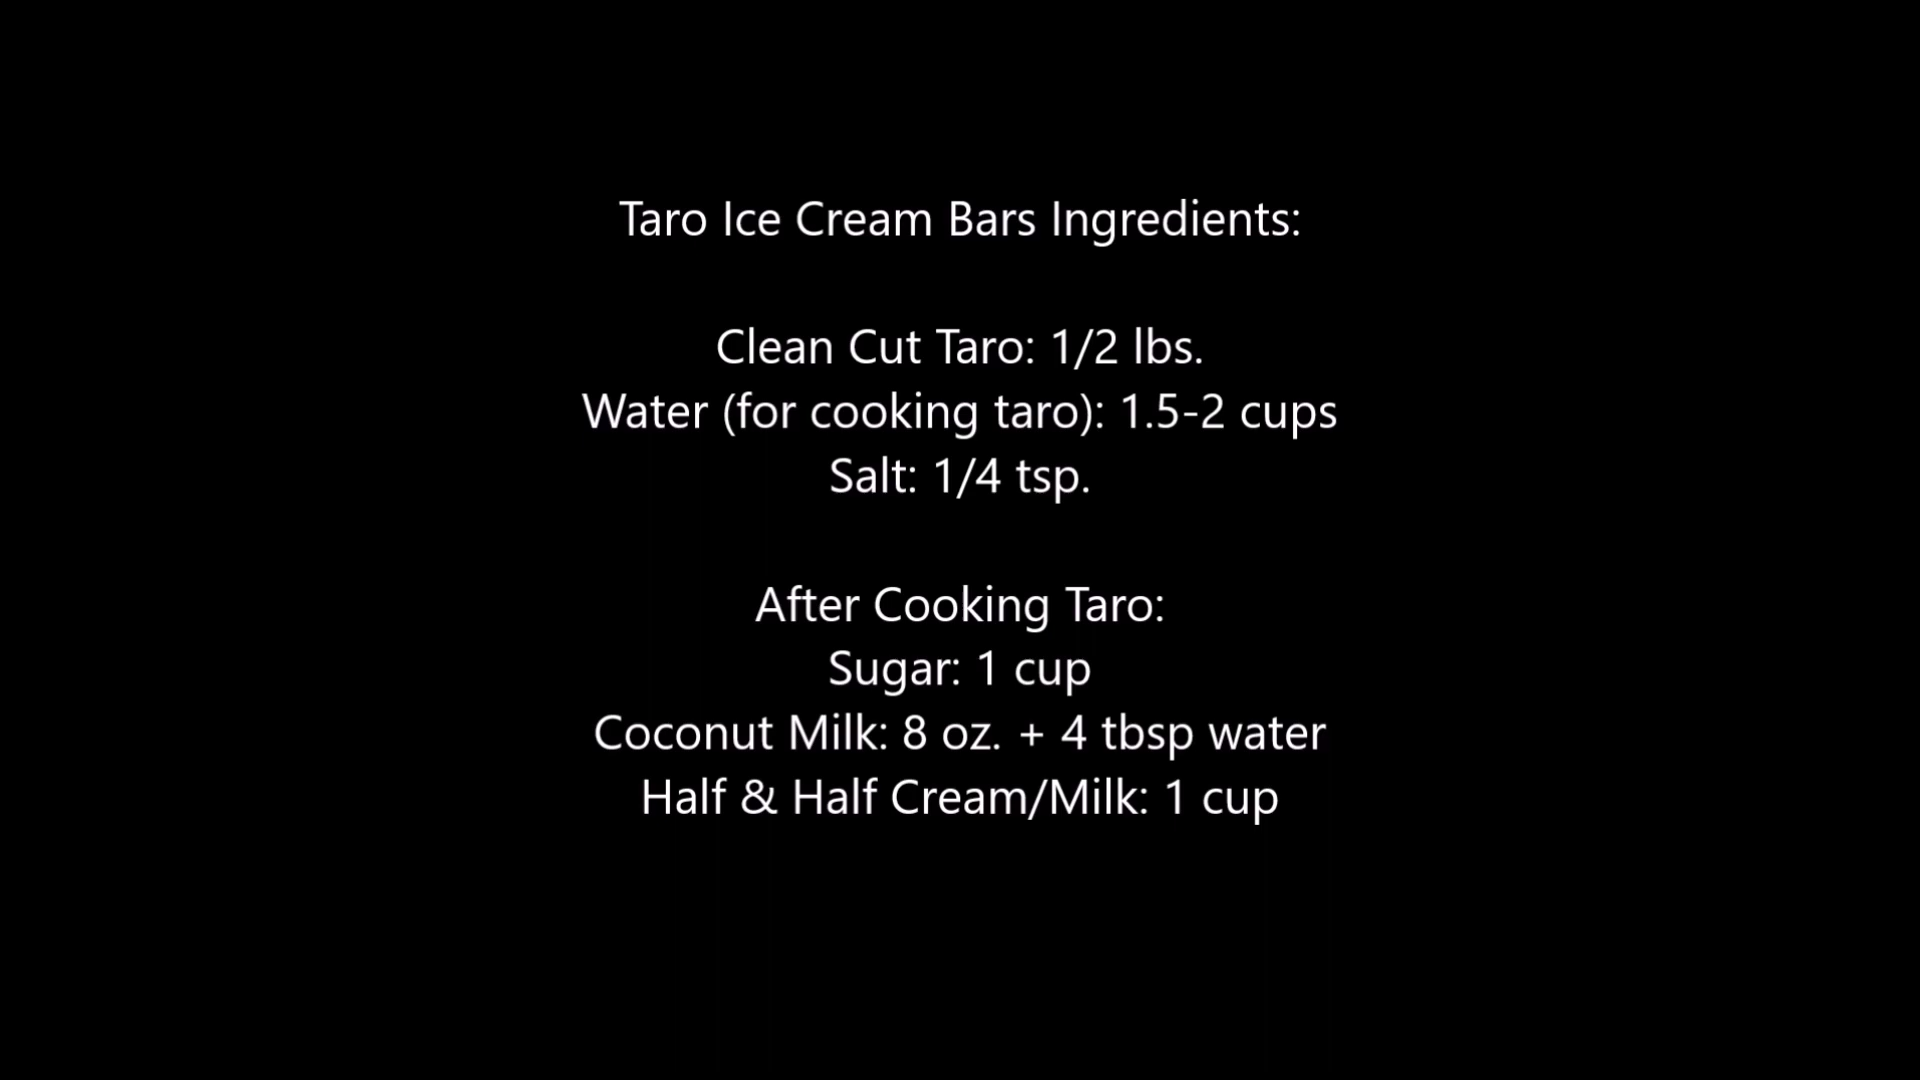 Taro Ice Cream Bars Ingredients:
Clean Cut Taro: 1/2 lbs.
Water (for cooking taro): 1.5-2 cups
Salt: 1/4 tsp.
After Cooking Taro:
Sugar: 1 cup
Coconut Milk: 8 oz. + 4 tbsp water
Half & Half Cream/Milk: 1 cup